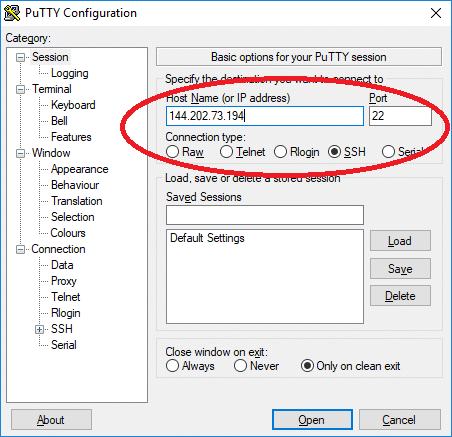 PuTTY Configuration
Category:
Session
Logging
Terminal
Keyboard
Bell
Features
Window
Appearance
Behaviour
Translation
Selection
Colours
Connection
Data
Proxy
Telnet
Rlogin
SSH
Serial
Basic options for your PuTTY session
Specify the destination you want to connect to
Host Name (or IP address) Port
144.202.73.194 22
Connection type:
Raw Telnet Rlogin SSH Serial
Load, save or delete a stored session
Saved Sessions
Default Settings
Load
Save
Delete
Close window on exit:
Always Never Only on clean exit
About Open Cancel